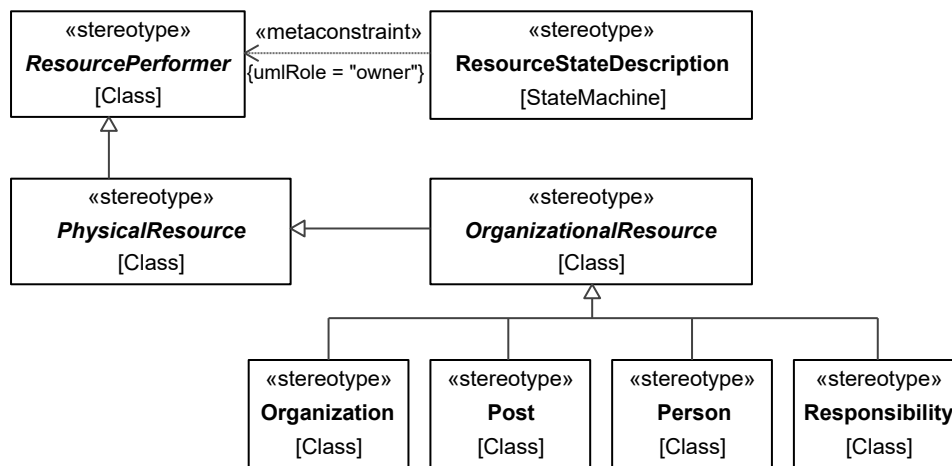 «stereotype»
ResourcePerformer
[Class]
«metaconstraint»
{umlRole = "owner"}
«stereotype»
ResourceStateDescription
[StateMachine]
«stereotype»
PhysicalResource
[Class]
«stereotype»
OrganizationalResource
[Class]
«stereotype»
Organization
[Class]
«stereotype»
Post
[Class]
«stereotype»
Person
[Class]
«stereotype»
Responsibility
[Class]